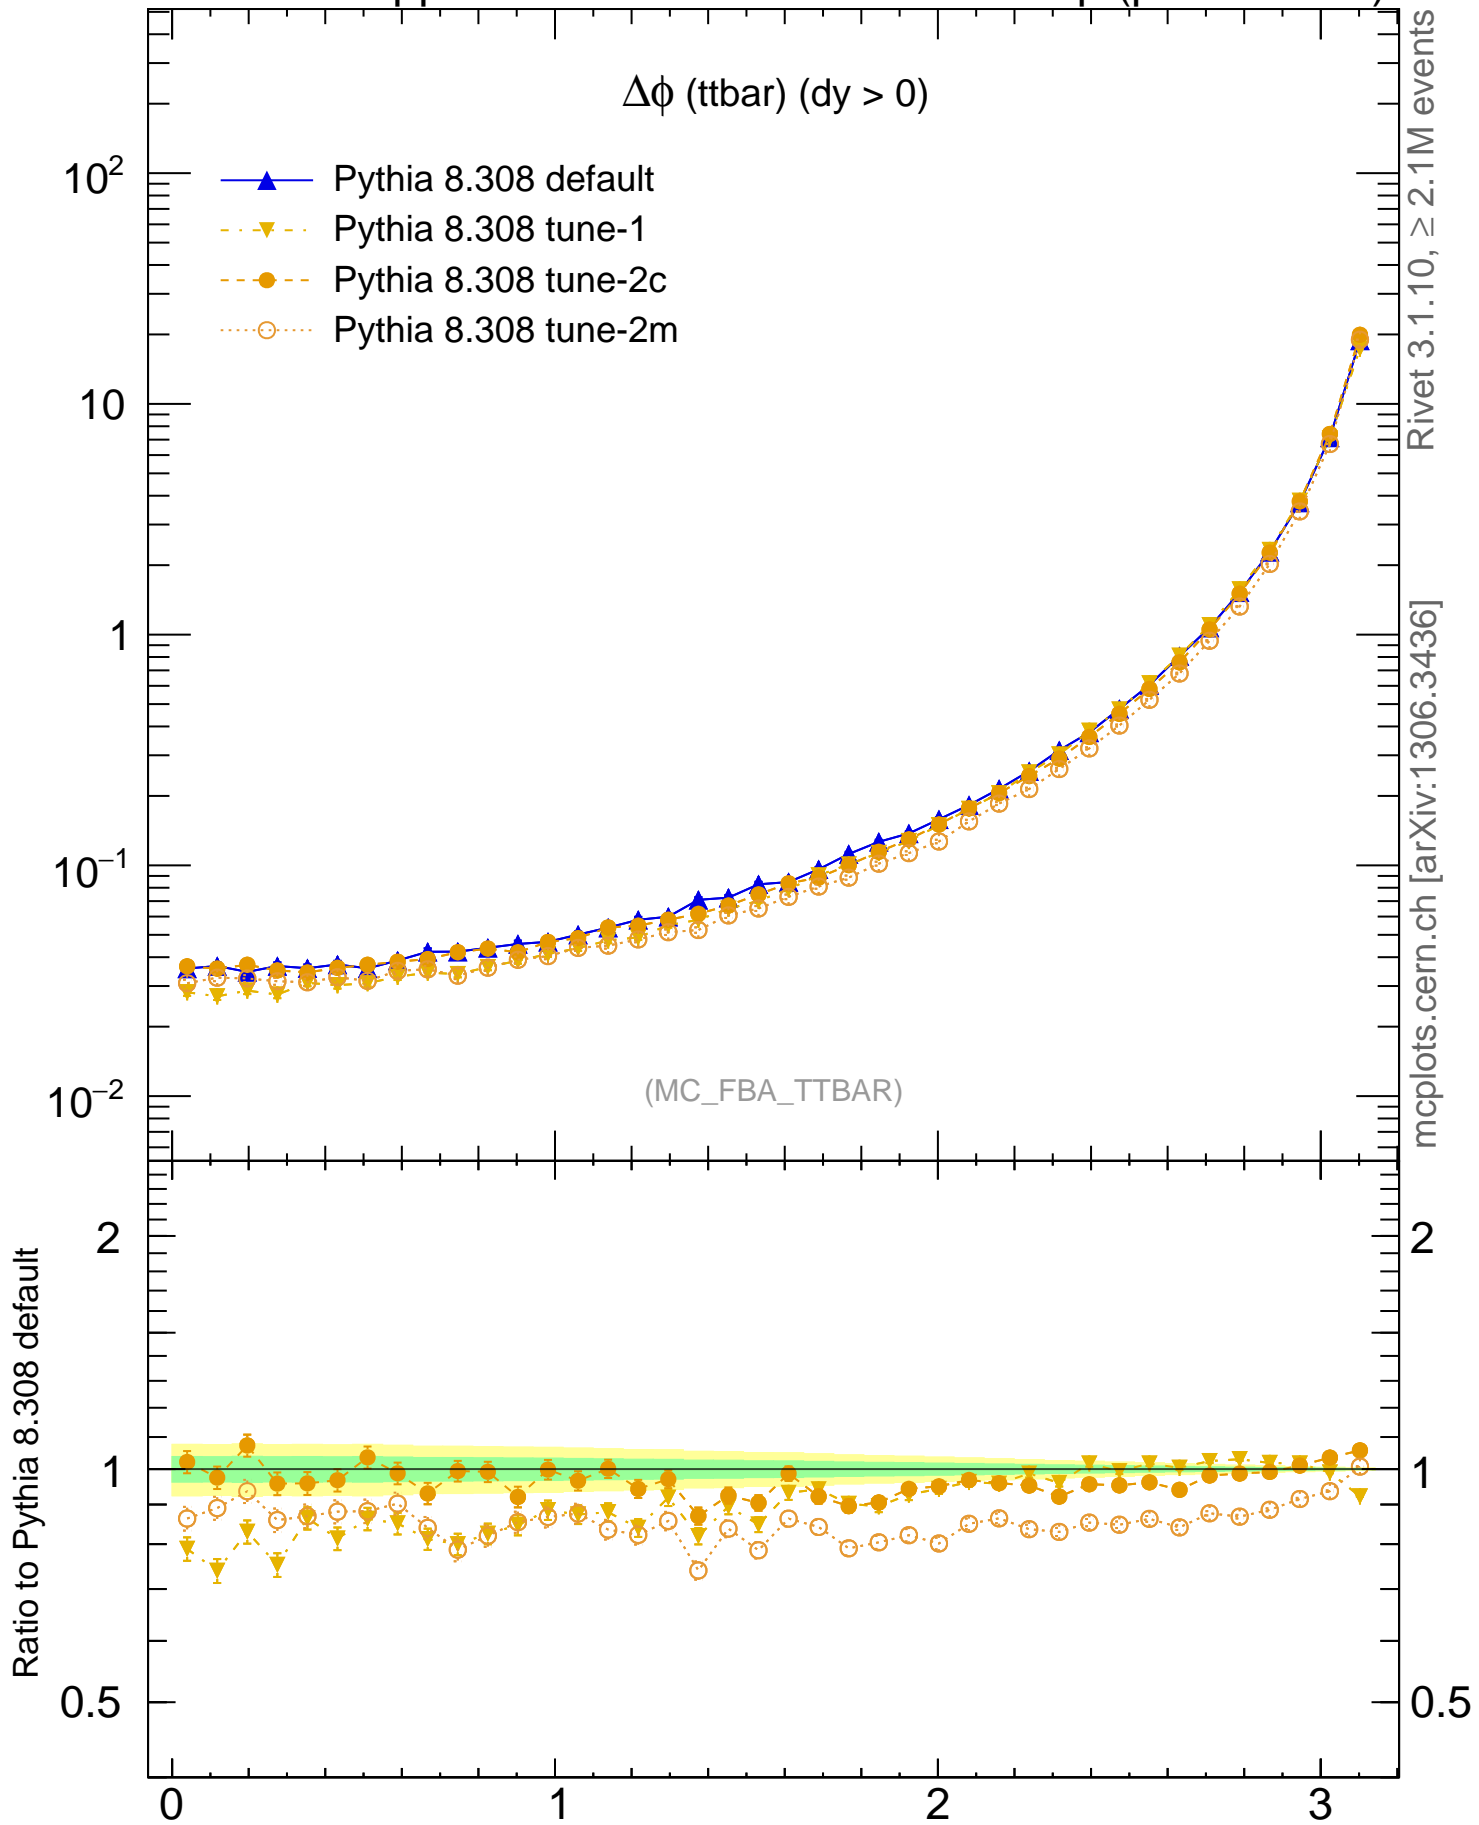 Δϕ (ttbar) (dy > 0)
Pythia 8.308 default
Pythia 8.308 tune-1
Pythia 8.308 tune-2c
Pythia 8.308 tune-2m
10²
10
1
10⁻¹
10⁻²
(MC_FBA_TTBAR)
Rivet 3.1.10, ≥ 2.1M events
mcplots.cern.ch [arXiv:1306.3436]
Ratio to Pythia 8.308 default
2
1
0.5
2
1
0.5
0 1 2 3